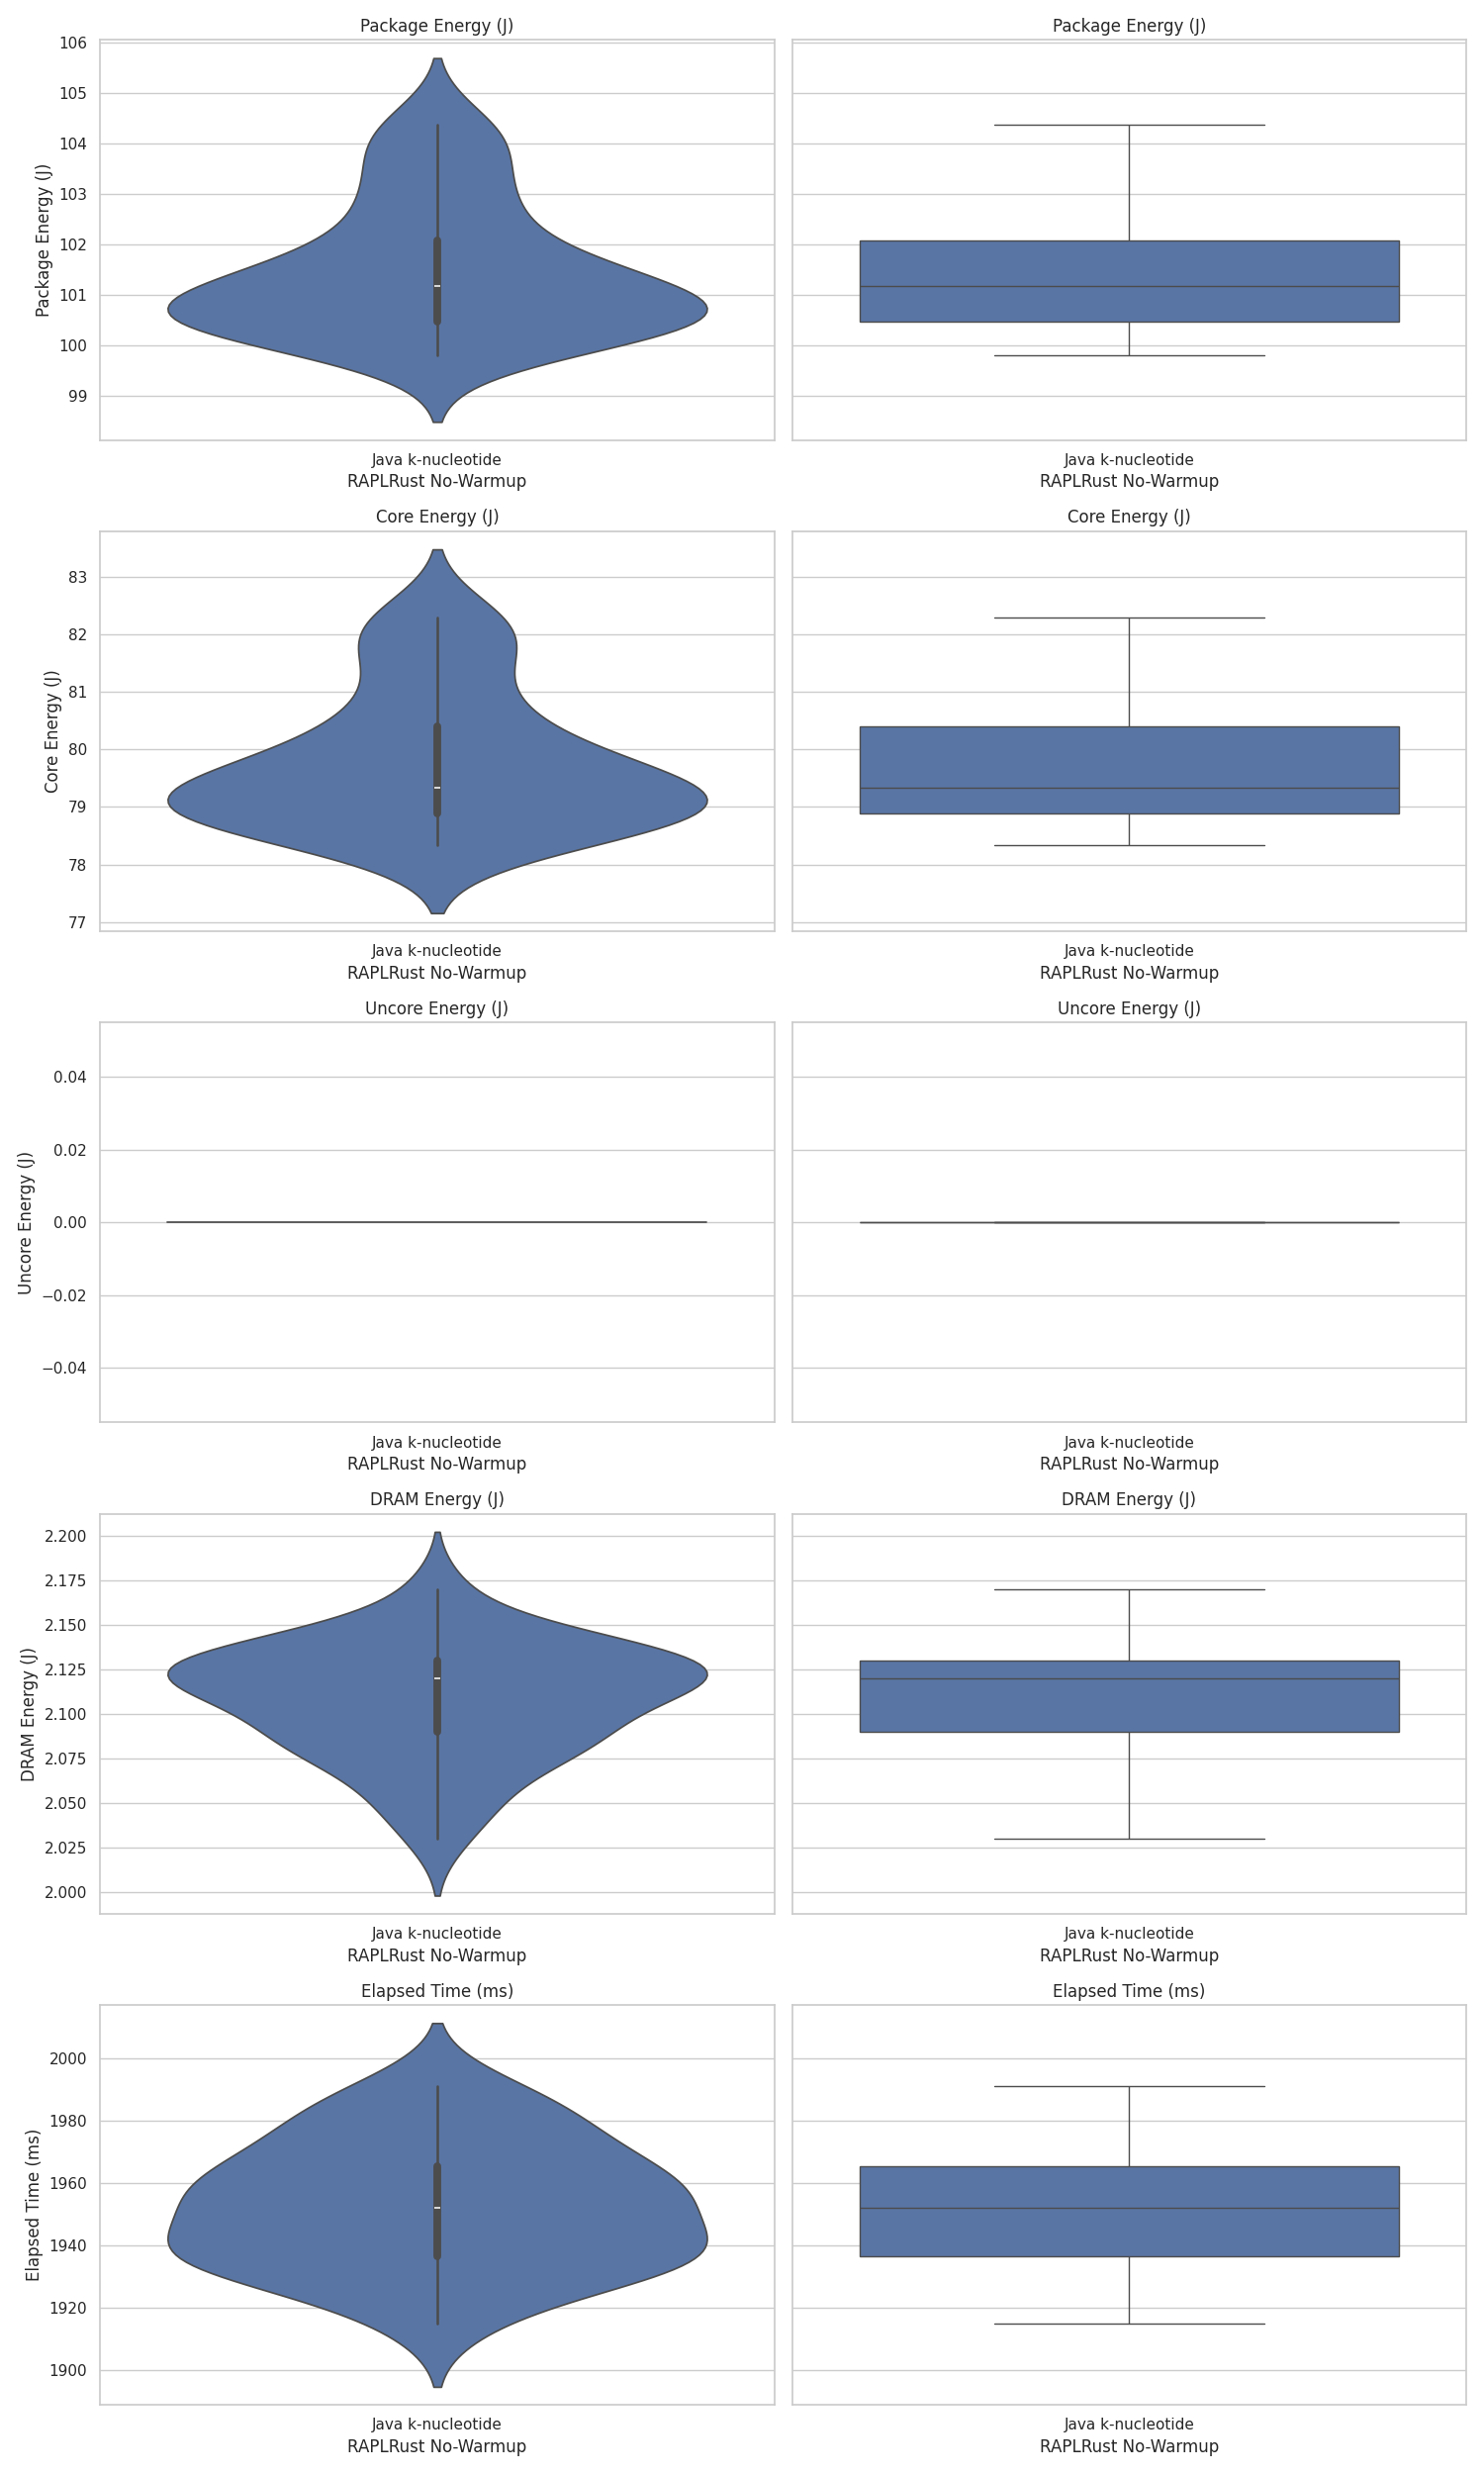 Package Energy (J)
Package Energy (J)
106
105
104
103
102
101
100
99
Package Energy (J)
Java k-nucleotide
RAPLRust No-Warmup
Java k-nucleotide
RAPLRust No-Warmup
Core Energy (J)
Core Energy (J)
83
82
81
80
79
78
77
Core Energy (J)
Java k-nucleotide
RAPLRust No-Warmup
Java k-nucleotide
RAPLRust No-Warmup
Uncore Energy (J)
Uncore Energy (J)
0.04
0.02
0.00
−0.02
−0.04
Uncore Energy (J)
Java k-nucleotide
RAPLRust No-Warmup
Java k-nucleotide
RAPLRust No-Warmup
DRAM Energy (J)
DRAM Energy (J)
2.200
2.175
2.150
2.125
2.100
2.075
2.050
2.025
2.000
DRAM Energy (J)
Java k-nucleotide
RAPLRust No-Warmup
Java k-nucleotide
RAPLRust No-Warmup
Elapsed Time (ms)
Elapsed Time (ms)
2000
1980
1960
1940
1920
1900
Elapsed Time (ms)
Java k-nucleotide
RAPLRust No-Warmup
Java k-nucleotide
RAPLRust No-Warmup